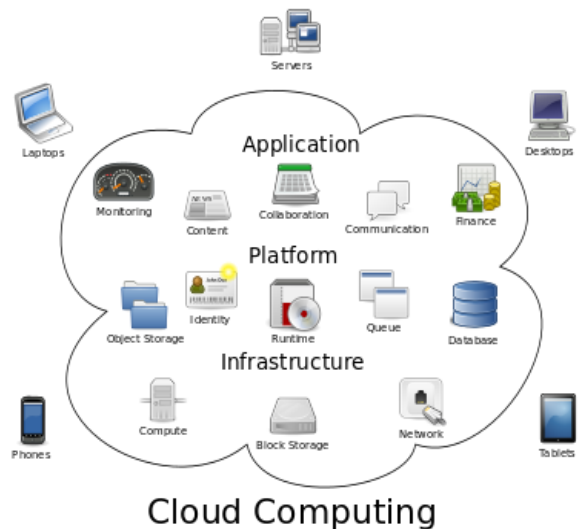 Servers
Laptops
Desktops
Application
Monitoring
Content
Collaboration
Communication
Finance
Platform
Object Storage
Identity
Runtime
Queue
Database
Infrastructure
Compute
Block Storage
Network
Phones
Tablets
Cloud Computing